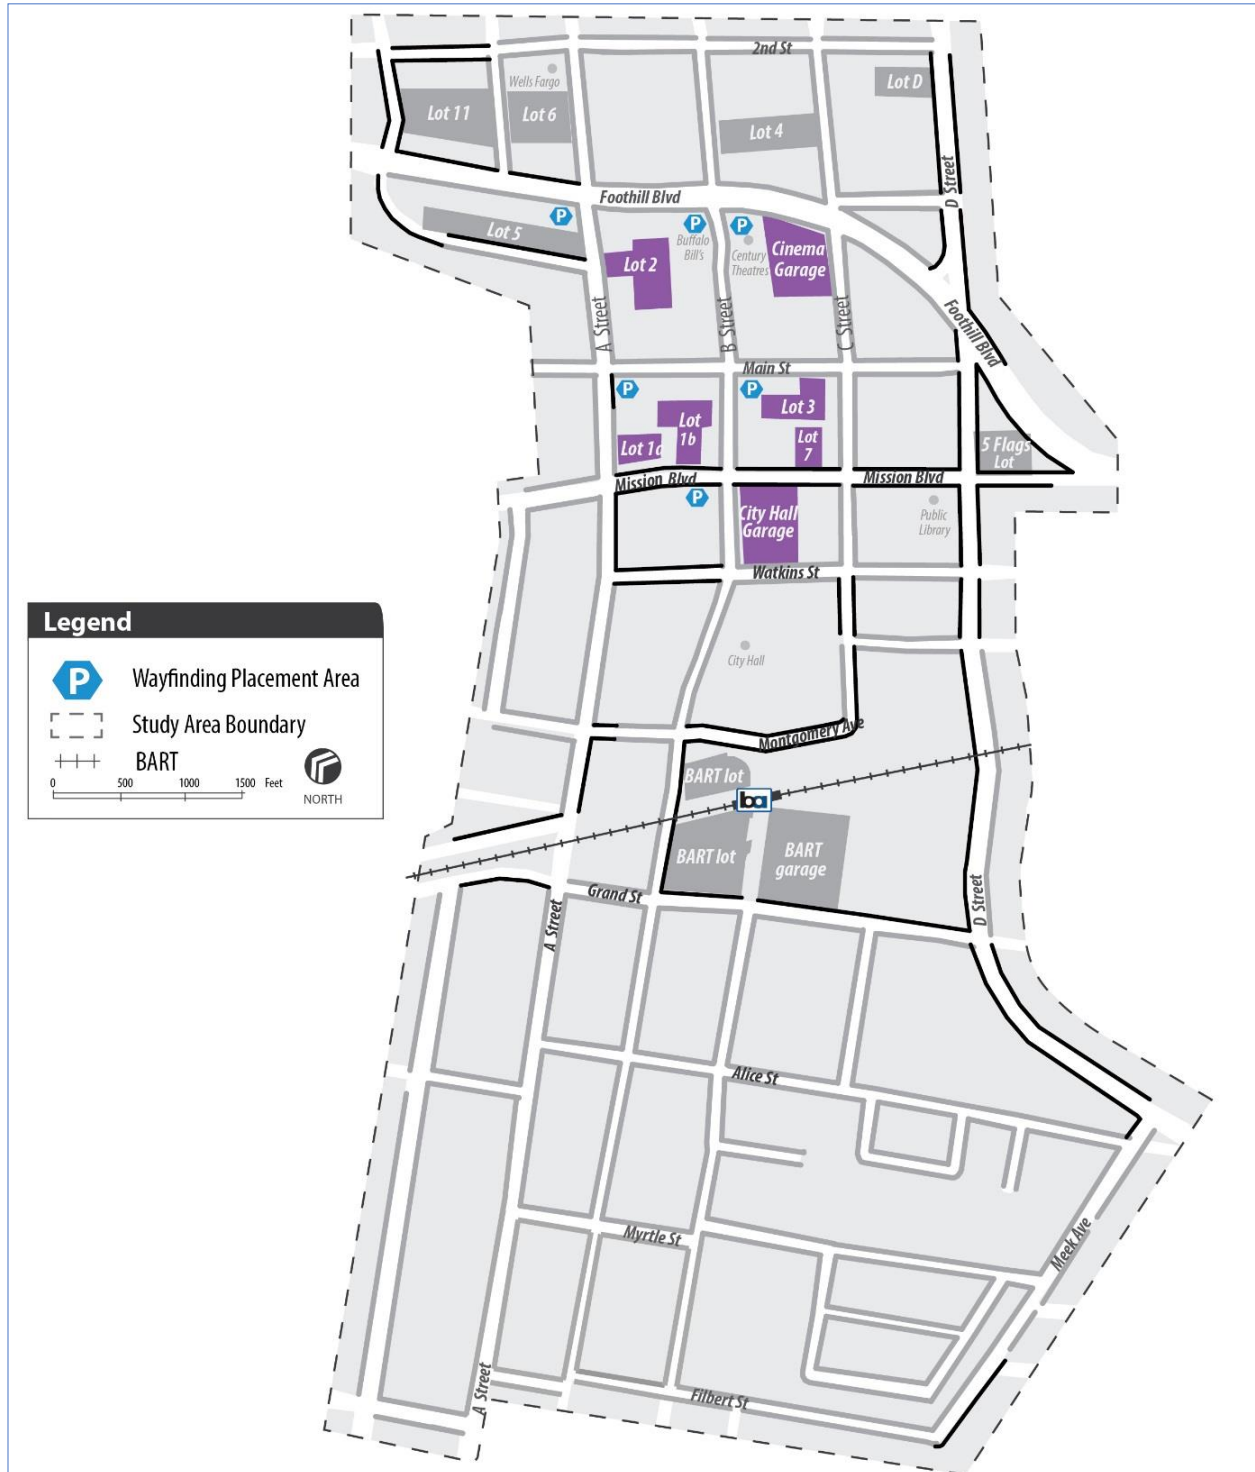 2nd St
Wells Fargo
Lot D
Lot 11
Lot 6
Lot 4
D Street
Foothill Blvd
P
P
P
Lot 5
Buffalo
Bill's
Century
Theatres
Cinema
Garage
Lot 2
A Street
B Street
C Street
Foothill Blvd
Main St
P
P
Lot 3
Lot
1b
Lot 1a
Lot
7
5 Flags
Lot
Mission Blvd
Mission Blvd
P
City Hall
Garage
Public
Library
Watkins St
Legend
P
Wayfinding Placement Area
Study Area Boundary
BART
0 500 1000 1500 Feet
NORTH
City Hall
Montgomery Ave
BART lot
ba
BART lot
BART
garage
Grand St
A Street
D Street
Alice St
Myrtle St
Meek Ave
A Street
Filbert St